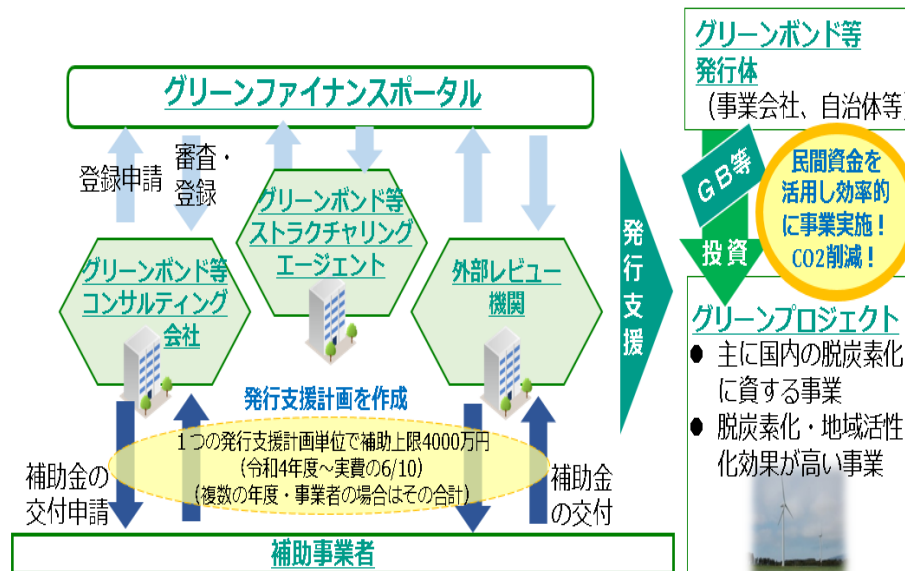 グリーンファイナンスポータル
登録申請
審査・
登録
グリーンボンド等
コンサルティング
会社
グリーンボンド等
ストラクチャリング
エージェント
外部レビュー
機関
発行支援計画を作成
１つの発行支援計画単位で補助上限4000万円
(令和4年度～実費の6/10)
(複数の年度・事業者の場合はその合計)
補助金の
交付申請
補助金
の交付
補助事業者
発行支援
グリーンボンド等
発行体
（事業会社、自治体等）
ＧＢ等
投資
民間資金を
活用し効率的
に事業実施！
CO2削減！
グリーンプロジェクト
● 主に国内の脱炭素化
に資する事業
● 脱炭素化・地域活性
化効果が高い事業